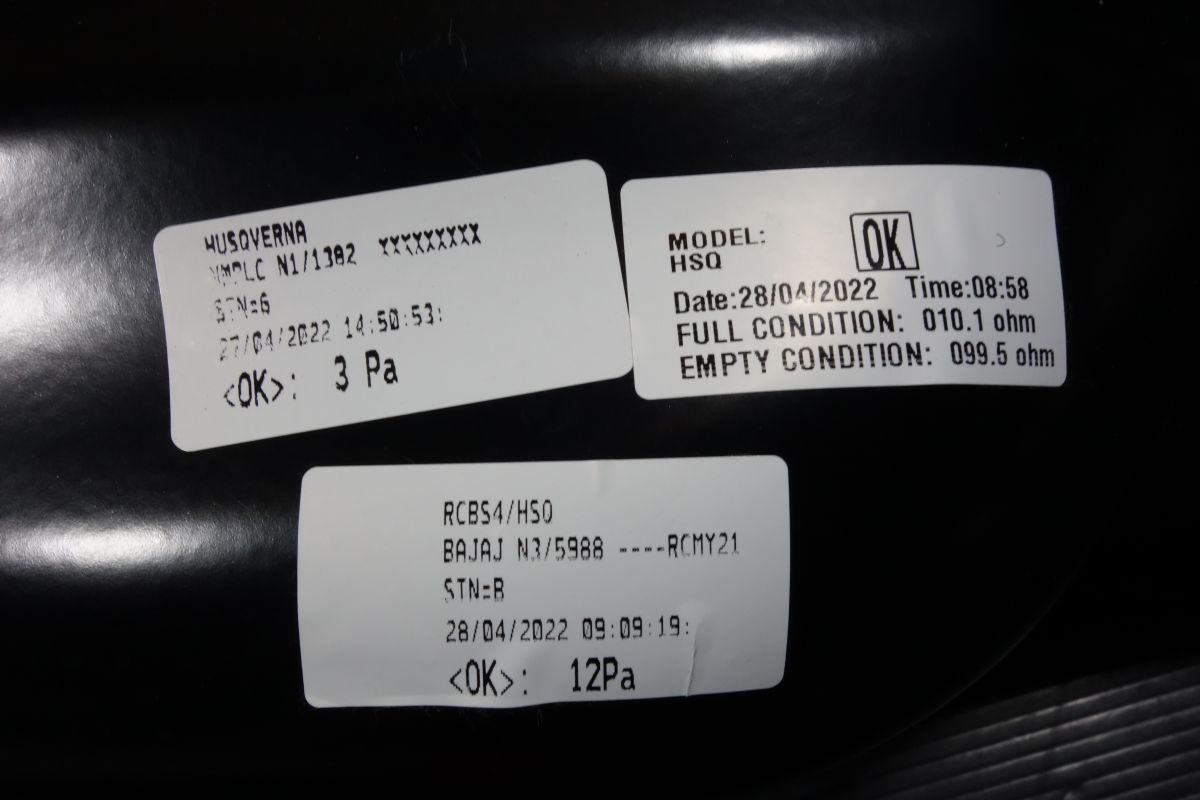 HUSQVERNA
NMPLC N1/1382 XXXXXXXXX
STN=6
27/04/2022 14:50:53:
<OK>: 3 Pa
MODEL:
HSQ
OK
Date:28/04/2022 Time:08:58
FULL CONDITION: 010.1 ohm
EMPTY CONDITION: 099.5 ohm
RCBS4/HSQ
BAJAJ N3/5988 ----RCMY21
STN=B
28/04/2022 09:09:19:
<OK>: 12Pa